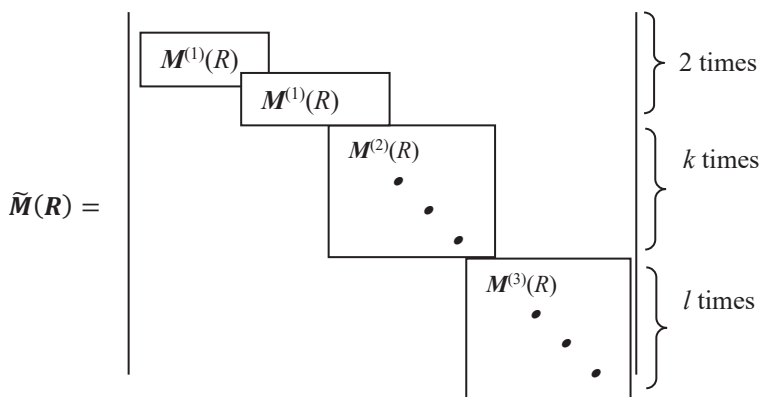 M⁽¹⁾(R)
2 times
M⁽¹⁾(R)
M⁽²⁾(R)
k times
M̃(R) =
M⁽³⁾(R)
l times